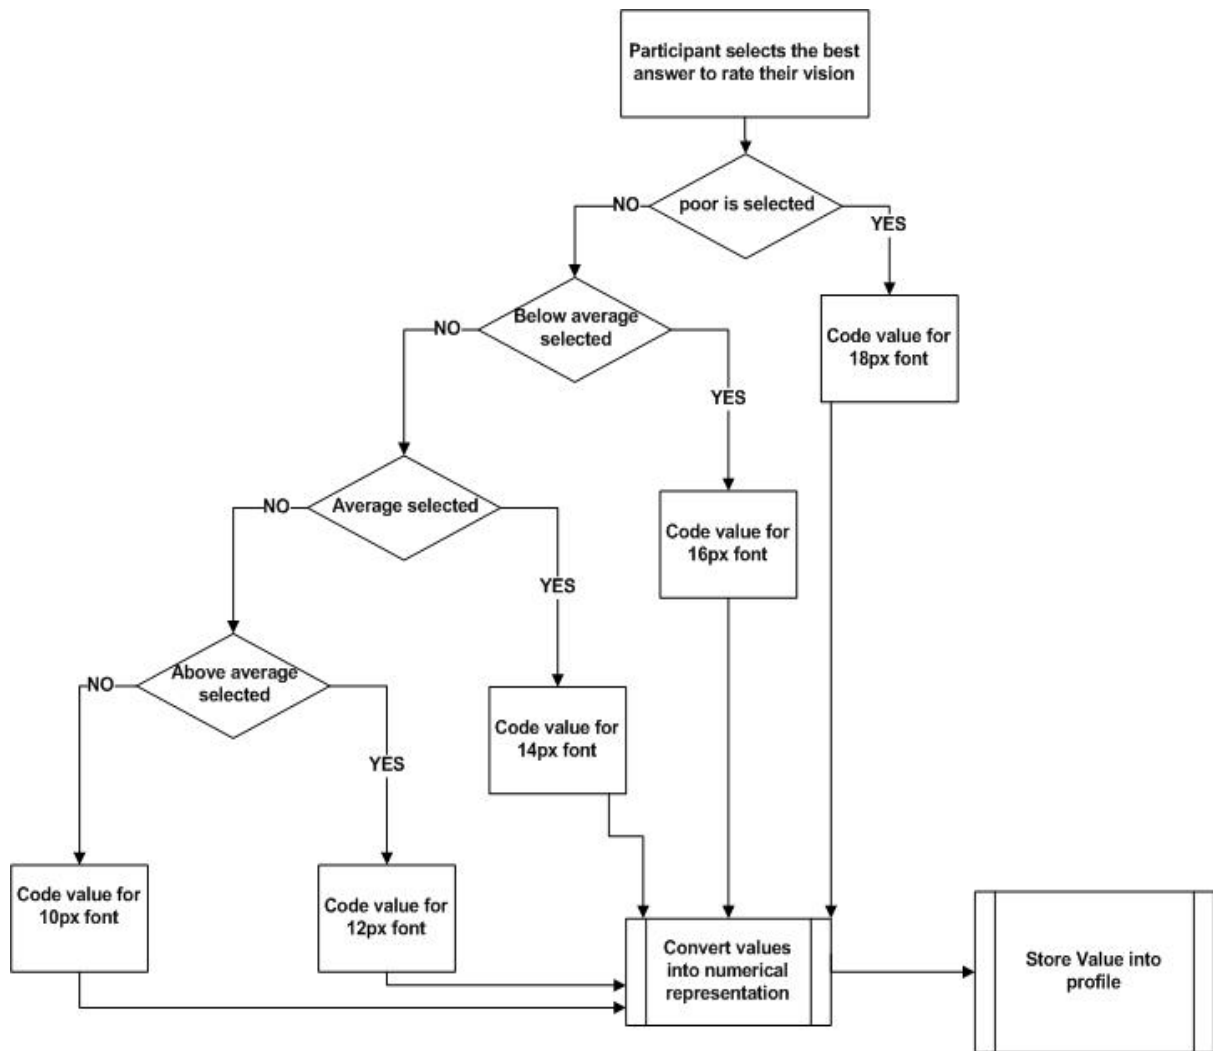 Participant selects the best
answer to rate their vision
NO
poor is selected
YES
NO
Below average
selected
Code value for
18px font
YES
NO
Average selected
Code value for
16px font
YES
NO
Above average
selected
Code value for
14px font
YES
Code value for
10px font
Code value for
12px font
Convert values
into numerical
representation
Store Value into
profile